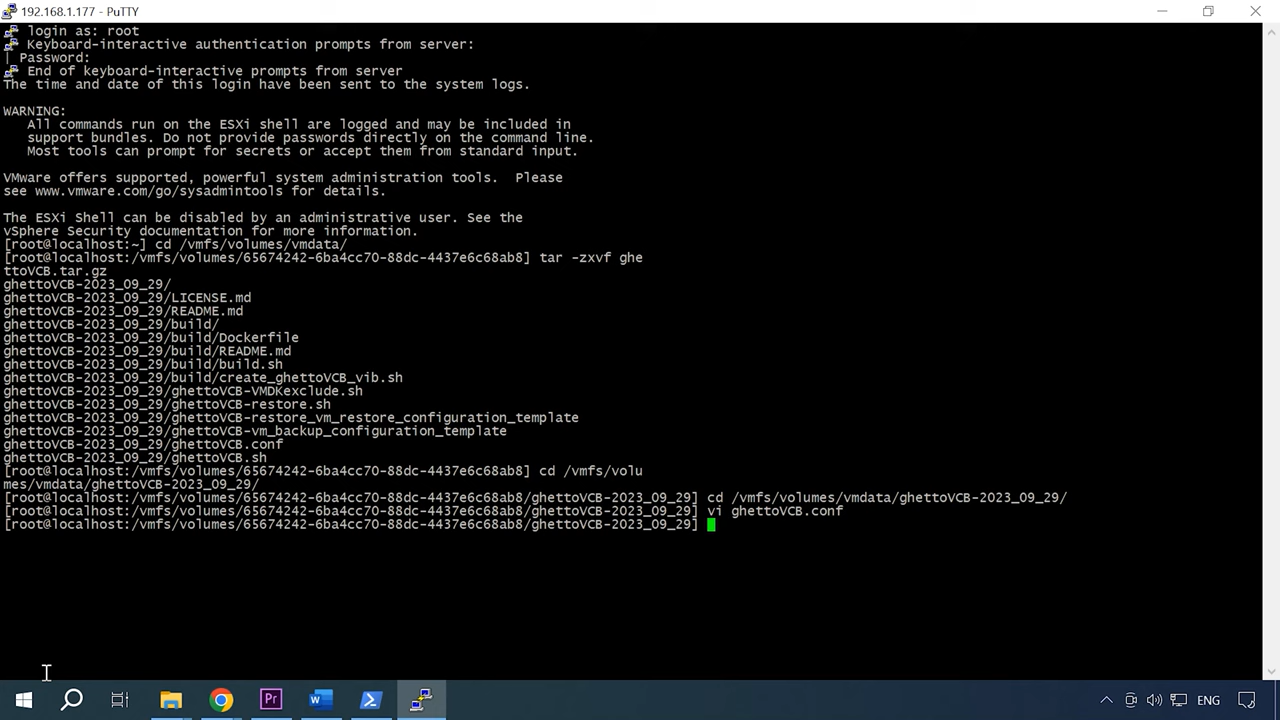 192.168.1.177 - PuTTY
login as: root
Keyboard-interactive authentication prompts from server:
| Password:
End of keyboard-interactive prompts from server
The time and date of this login have been sent to the system logs.
WARNING:
All commands run on the ESXi shell are logged and may be included in
support bundles. Do not provide passwords directly on the command line.
Most tools can prompt for secrets or accept them from standard input.
VMware offers supported, powerful system administration tools.  Please
see www.vmware.com/go/sysadmintools for details.
The ESXi Shell can be disabled by an administrative user. See the
vSphere Security documentation for more information.
[root@localhost:~] cd /vmfs/volumes/vmdata/
[root@localhost:/vmfs/volumes/65674242-6ba4cc70-88dc-4437e6c68ab8] tar -zxvf ghe
ttoVCB.tar.gz
ghettoVCB-2023_09_29/
ghettoVCB-2023_09_29/LICENSE.md
ghettoVCB-2023_09_29/README.md
ghettoVCB-2023_09_29/build/
ghettoVCB-2023_09_29/build/Dockerfile
ghettoVCB-2023_09_29/build/README.md
ghettoVCB-2023_09_29/build/build.sh
ghettoVCB-2023_09_29/build/create_ghettoVCB_vib.sh
ghettoVCB-2023_09_29/ghettoVCB-VMDKexclude.sh
ghettoVCB-2023_09_29/ghettoVCB-restore.sh
ghettoVCB-2023_09_29/ghettoVCB-restore_vm_restore_configuration_template
ghettoVCB-2023_09_29/ghettoVCB-vm_backup_configuration_template
ghettoVCB-2023_09_29/ghettoVCB.conf
ghettoVCB-2023_09_29/ghettoVCB.sh
[root@localhost:/vmfs/volumes/65674242-6ba4cc70-88dc-4437e6c68ab8] cd /vmfs/volu
mes/vmdata/ghettoVCB-2023_09_29/
[root@localhost:/vmfs/volumes/65674242-6ba4cc70-88dc-4437e6c68ab8/ghettoVCB-2023_09_29] cd /vmfs/volumes/vmdata/ghettoVCB-2023_09_29/
[root@localhost:/vmfs/volumes/65674242-6ba4cc70-88dc-4437e6c68ab8/ghettoVCB-2023_09_29] vi ghettoVCB.conf
[root@localhost:/vmfs/volumes/65674242-6ba4cc70-88dc-4437e6c68ab8/ghettoVCB-2023_09_29]
Pr
ENG